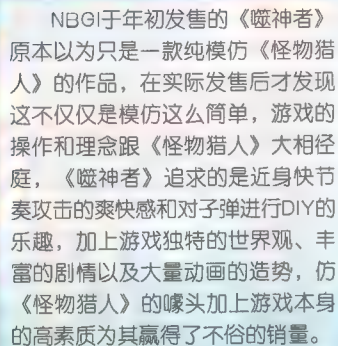 NBGI于年初发售的《噬神者》
原本以为只是一款纯模仿《怪物猎
人》的作品，在实际发售后才发现
这不仅仅是模仿这么简单，游戏的
操作和理念跟《怪物猎人》大相径
庭，《噬神者》追求的是近身快节
奏攻击的爽快感和对子弹进行DIY的
乐趣，加上游戏独特的世界观、丰
富的剧情以及大量动画的造势，仿
《怪物猎人》的噱头加上游戏本身
的高素质为其赢得了不俗的销量。